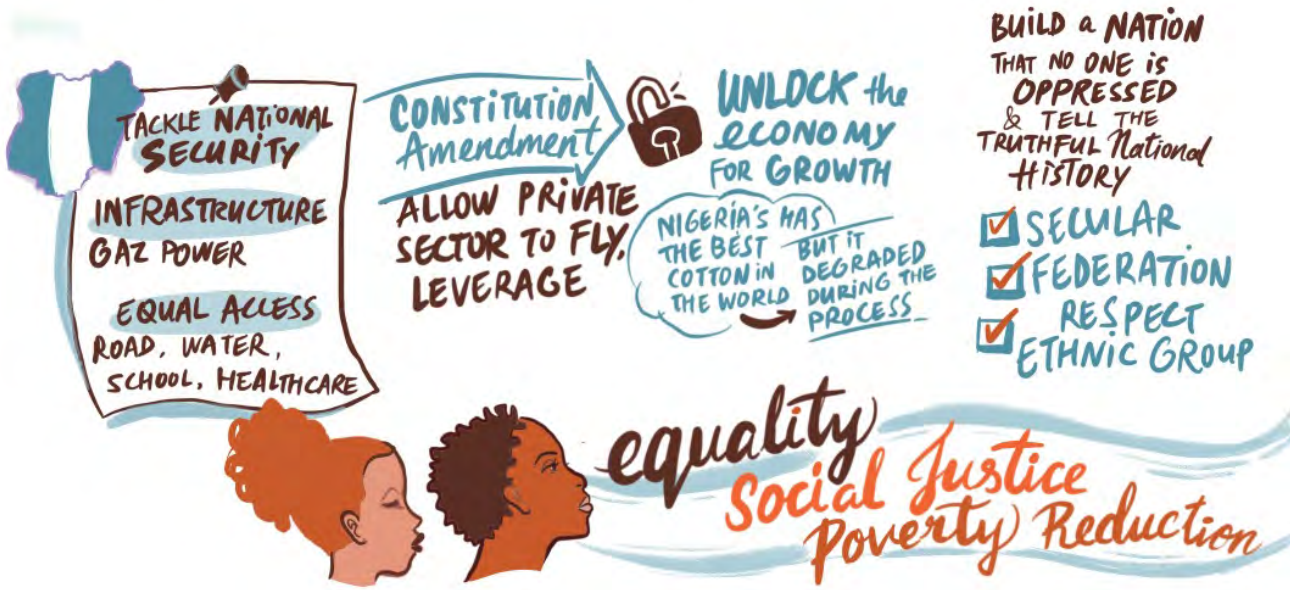 TACKLE NATIONAL
SECURITY
INFRASTRUCTURE
GAZ POWER
EQUAL ACCESS
ROAD, WATER,
SCHOOL, HEALTHCARE
CONSTITUTION
Amendment
ALLOW PRIVATE
SECTOR TO FLY,
LEVERAGE
UNLOCK the
economy
FOR GROWTH
NIGERIA'S HAS
THE BEST
COTTON IN
THE WORLD
BUT IT
DEGRADED
DURING THE
PROCESS
BUILD a NATION
THAT NO ONE is
OPPRESSED
& TELL THE
TRUTHFUL National
HISTORY
SECULAR
FEDERATION
RESPECT
ETHNIC GROUP
equality
Social Justice
Poverty Reduction